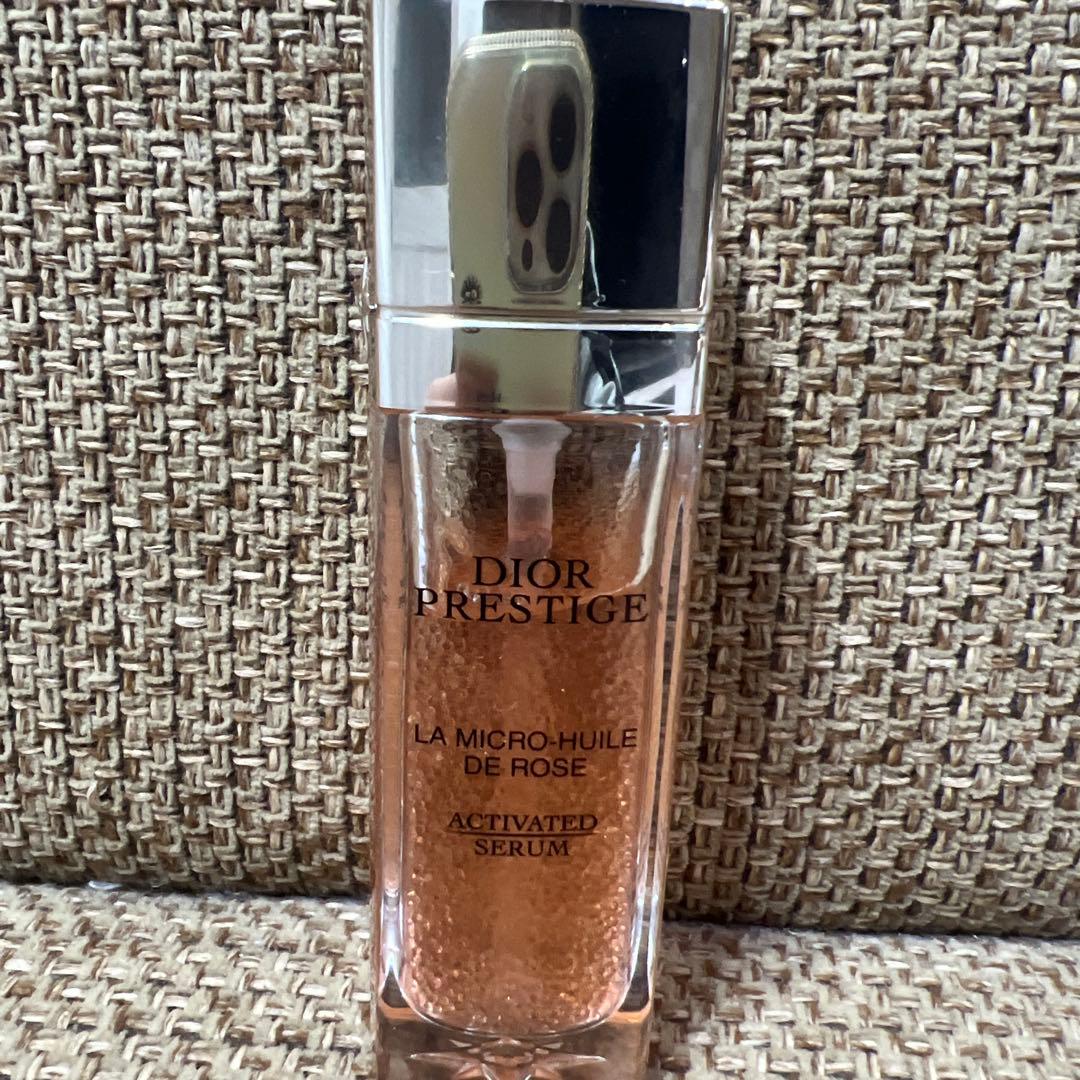 DIOR
PRESTIGE
LA MICRO-HUILE
DE ROSE
ACTIVATED
SERUM